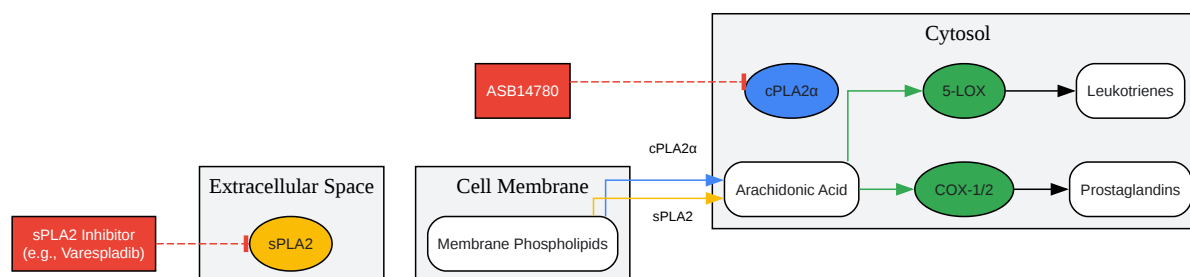 Cytosol
ASB14780
cPLA2α
5-LOX
Leukotrienes
cPLA2α
Extracellular Space
Cell Membrane
Arachidonic Acid
COX-1/2
Prostaglandins
sPLA2
sPLA2 Inhibitor
(e.g., Varespladib)
sPLA2
Membrane Phospholipids